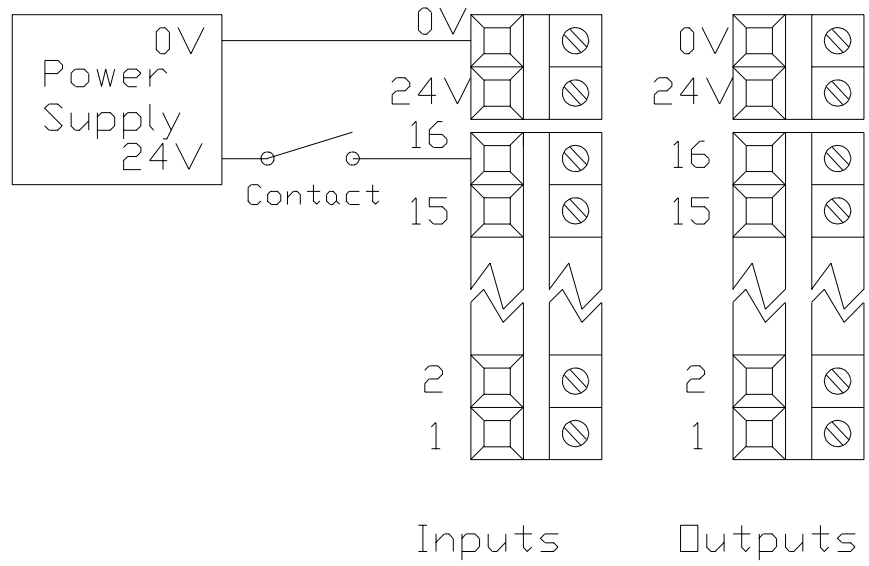 0V
Power
Supply
24V
Contact
0V
24V
16
15
2
1
Inputs
0V
24V
16
15
2
1
Outputs